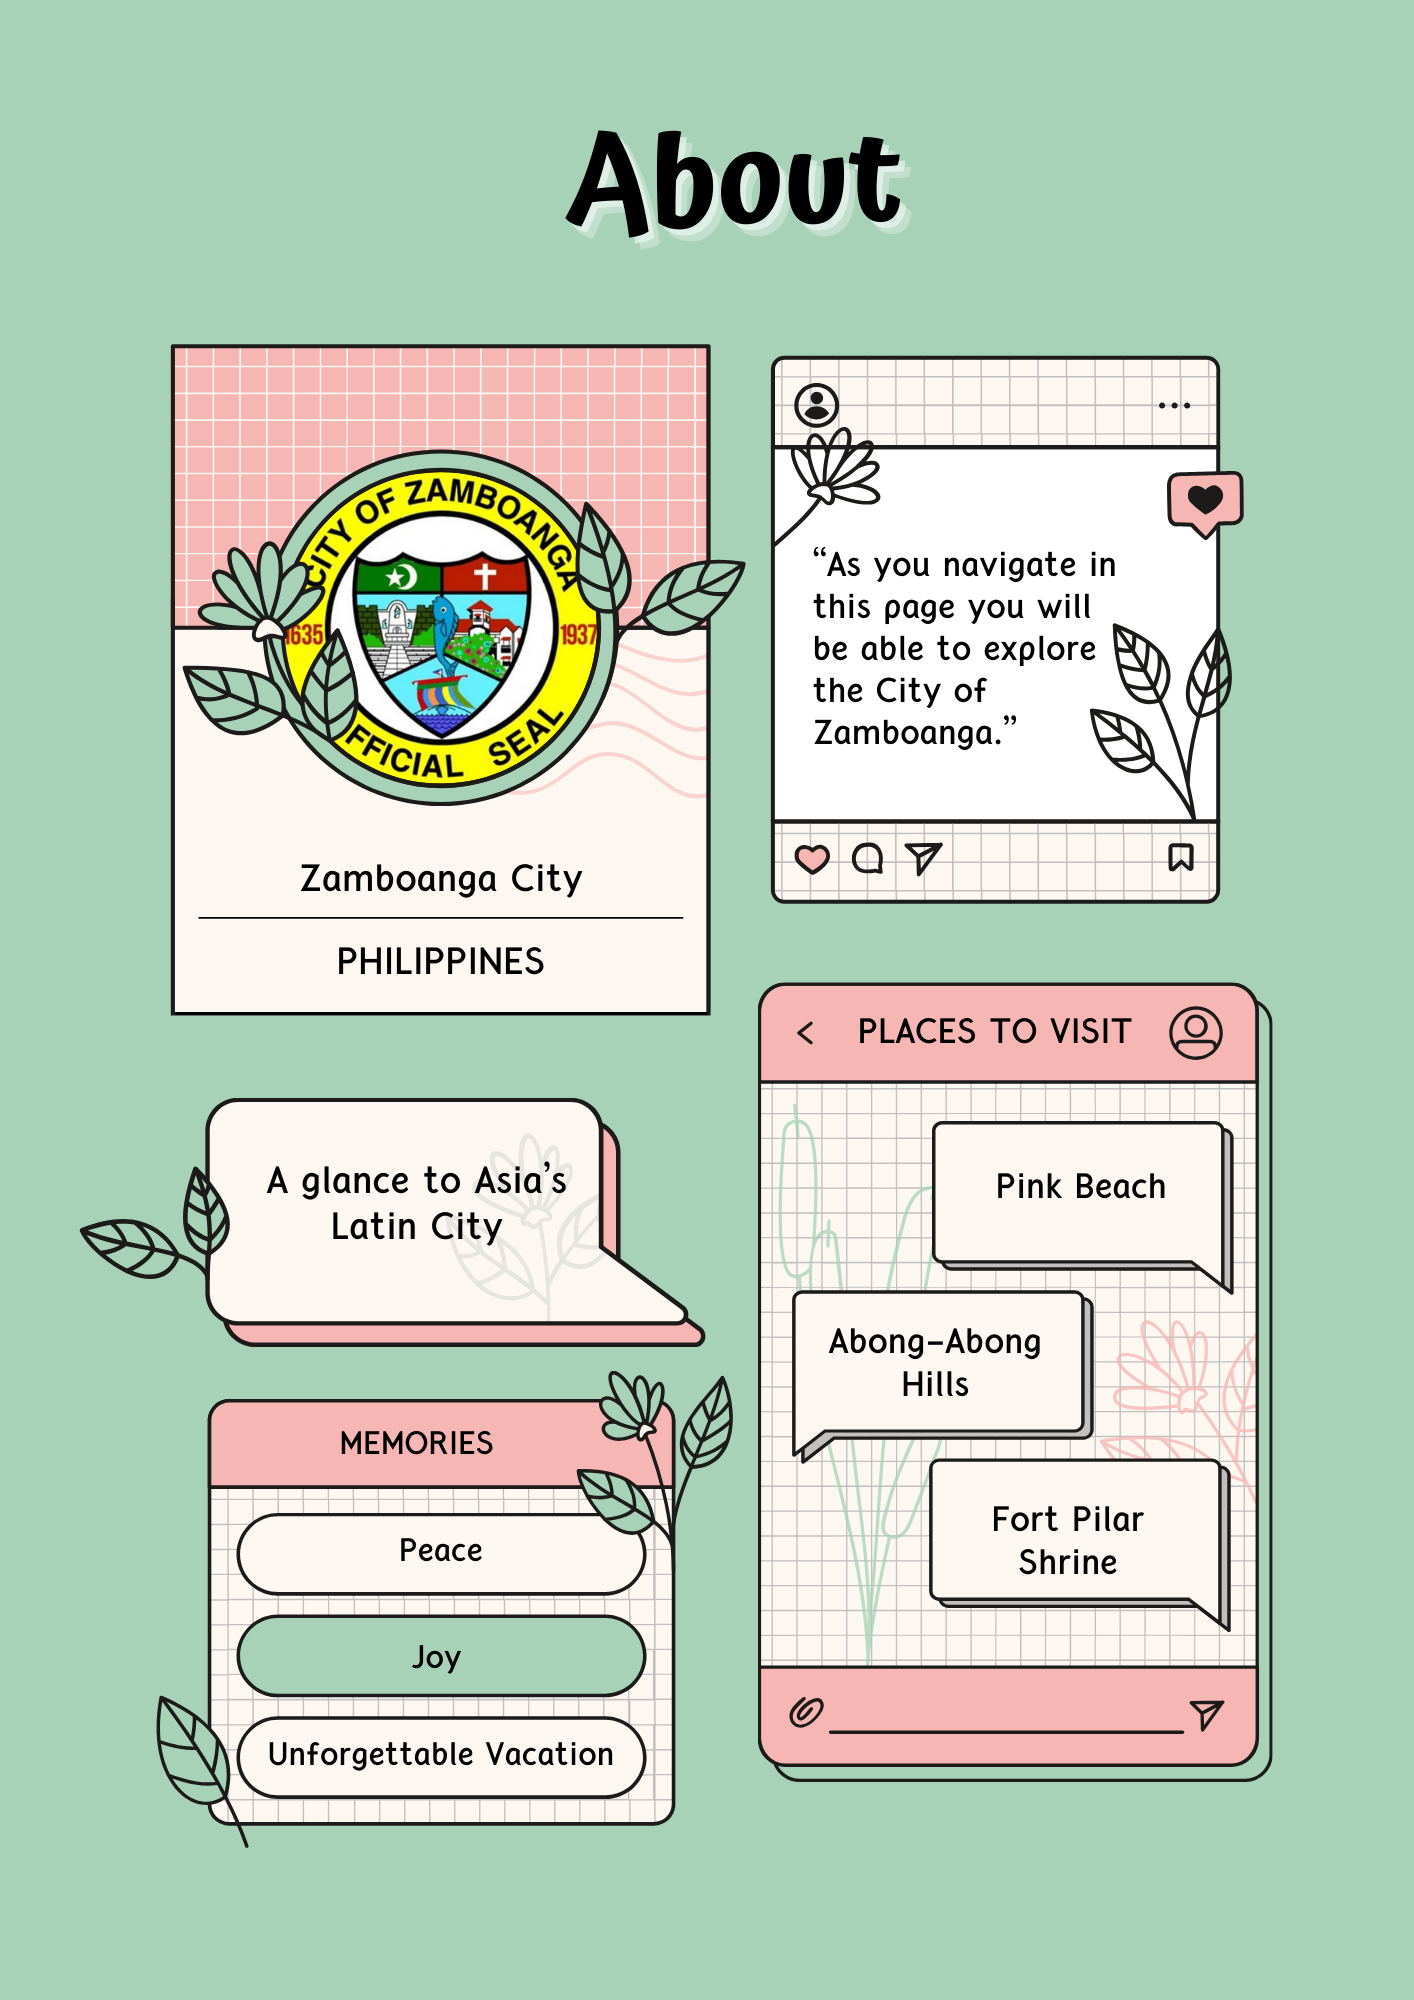 About
CITY OF ZAMBOANGA
1635
1937
FFICIAL SEAL
Zamboanga City
PHILIPPINES
“As you navigate in
this page you will
be able to explore
the City of
Zamboanga.”
A glance to Asia’s
Latin City
MEMORIES
Peace
Joy
Unforgettable Vacation
PLACES TO VISIT
Pink Beach
Abong-Abong
Hills
Fort Pilar
Shrine